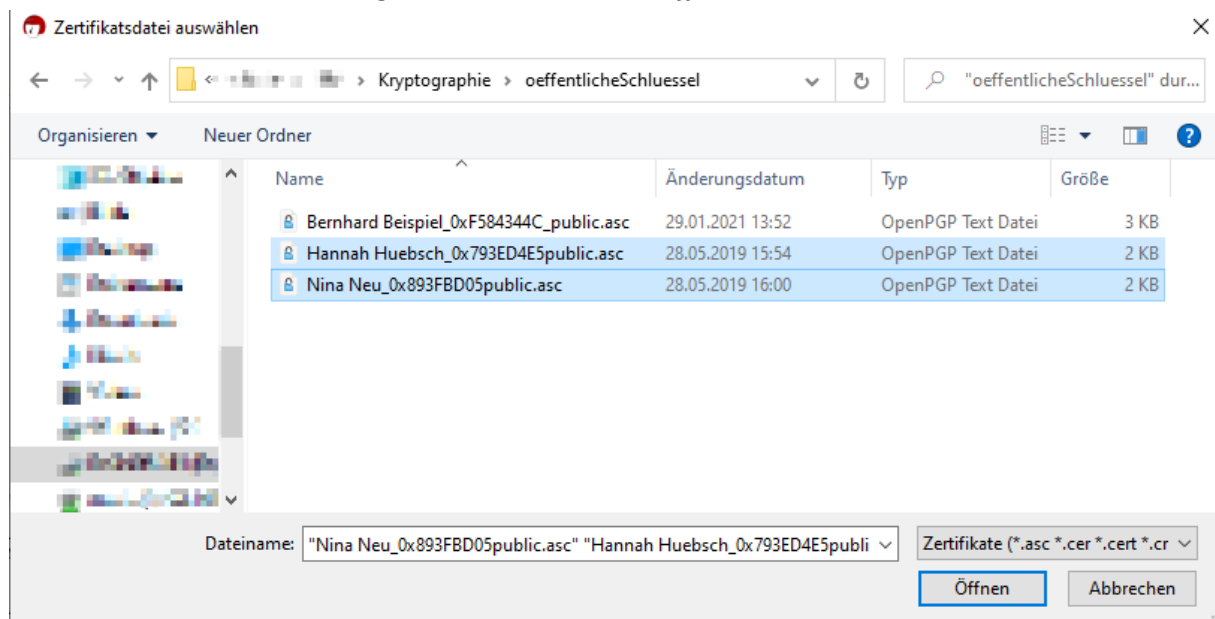 Zertifikatsdatei auswählen
Kryptographie › oeffentlicheSchluessel
"oeffentlicheSchluessel" dur...
Organisieren Neuer Ordner
Name Änderungsdatum Typ Größe
Bernhard Beispiel_0xF584344C_public.asc 29.01.2021 13:52 OpenPGP Text Datei 3 KB
Hannah Huebsch_0x793ED4E5public.asc 28.05.2019 15:54 OpenPGP Text Datei 2 KB
Nina Neu_0x893FBD05public.asc 28.05.2019 16:00 OpenPGP Text Datei 2 KB
Dateiname: "Nina Neu_0x893FBD05public.asc" "Hannah Huebsch_0x793ED4E5publi Zertifikate (*.asc *.cer *.cert *.cr
Öffnen Abbrechen